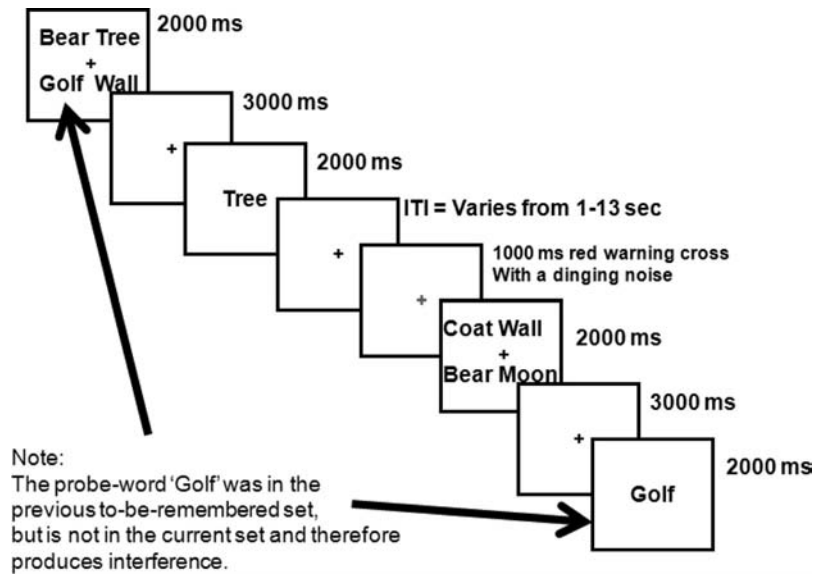 Bear Tree
+
Golf Wall
2000 ms
+
3000 ms
Tree
2000 ms
+
ITI = Varies from 1-13 sec
+
1000 ms red warning cross
With a dinging noise
Coat Wall
+
Bear Moon
2000 ms
+
3000 ms
Golf
2000 ms
Note:
The probe-word ‘Golf’ was in the
previous to-be-remembered set,
but is not in the current set and therefore
produces interference.